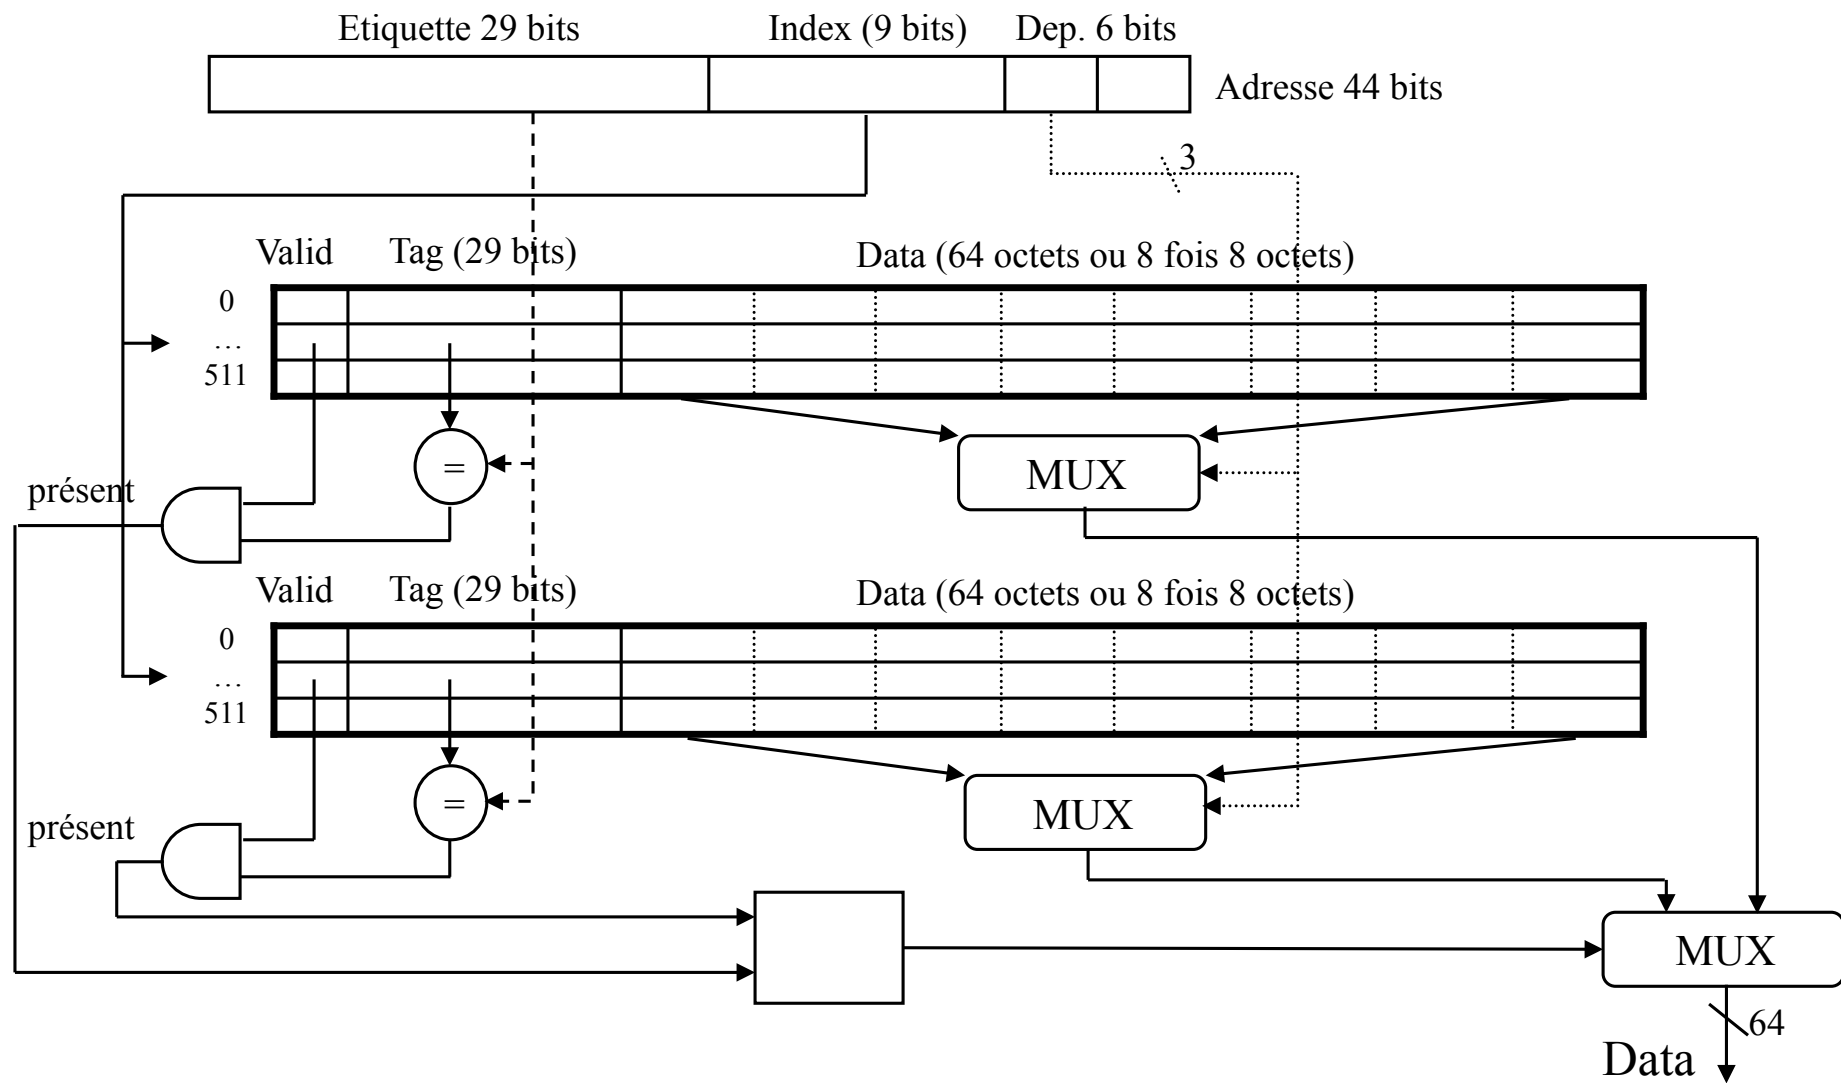 Etiquette 29 bits Index (9 bits) Dep. 6 bits
Adresse 44 bits
3
Valid Tag (29 bits) Data (64 octets ou 8 fois 8 octets)
0
...
511
= MUX
présent
Valid Tag (29 bits) Data (64 octets ou 8 fois 8 octets)
0
...
511
= MUX
présent
MUX
64
Data